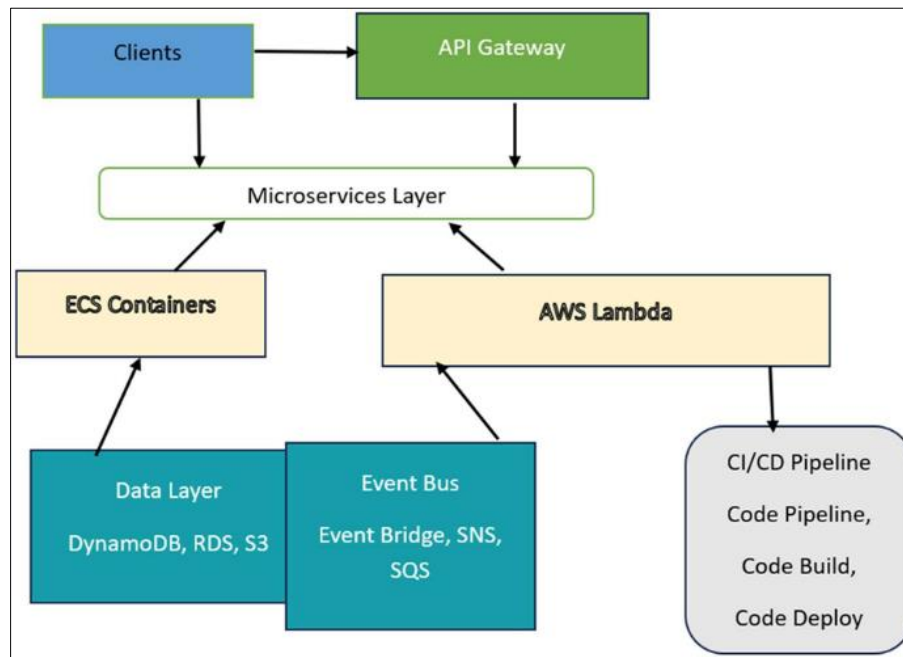 Clients
API Gateway
Microservices Layer
ECS Containers
AWS Lambda
Data Layer
DynamoDB, RDS, S3
Event Bus
Event Bridge, SNS,
SQS
CI/CD Pipeline
Code Pipeline,
Code Build,
Code Deploy